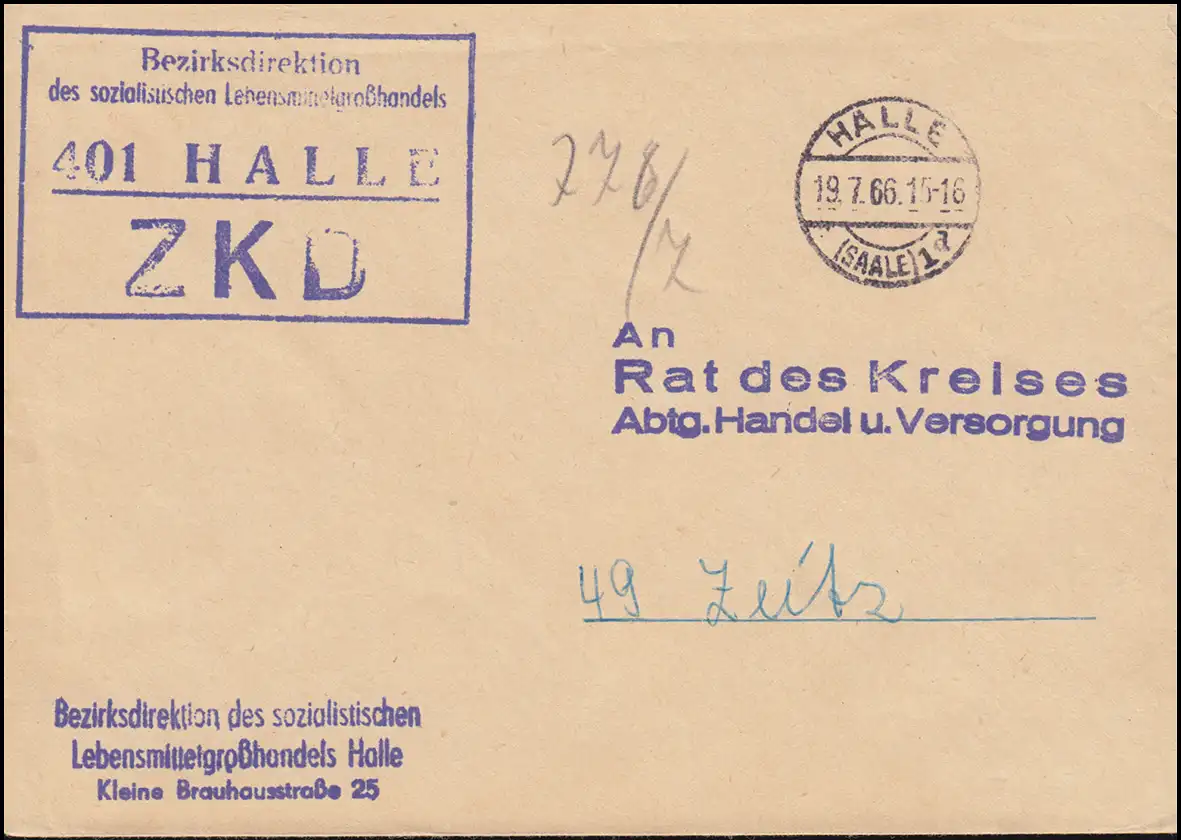 Bezirksdirektion
des sozialistischen Lebensmittelgroßhandels
401 HALLE
ZKD
HALLE
19.7.66.15-16
(SAALE) 1
An
Rat des Kreises
Abtg. Handel u. Versorgung
49 Zeitz
Bezirksdirektion des sozialistischen
Lebensmittelgroßhandels Halle
Kleine Brauhausstraße 25